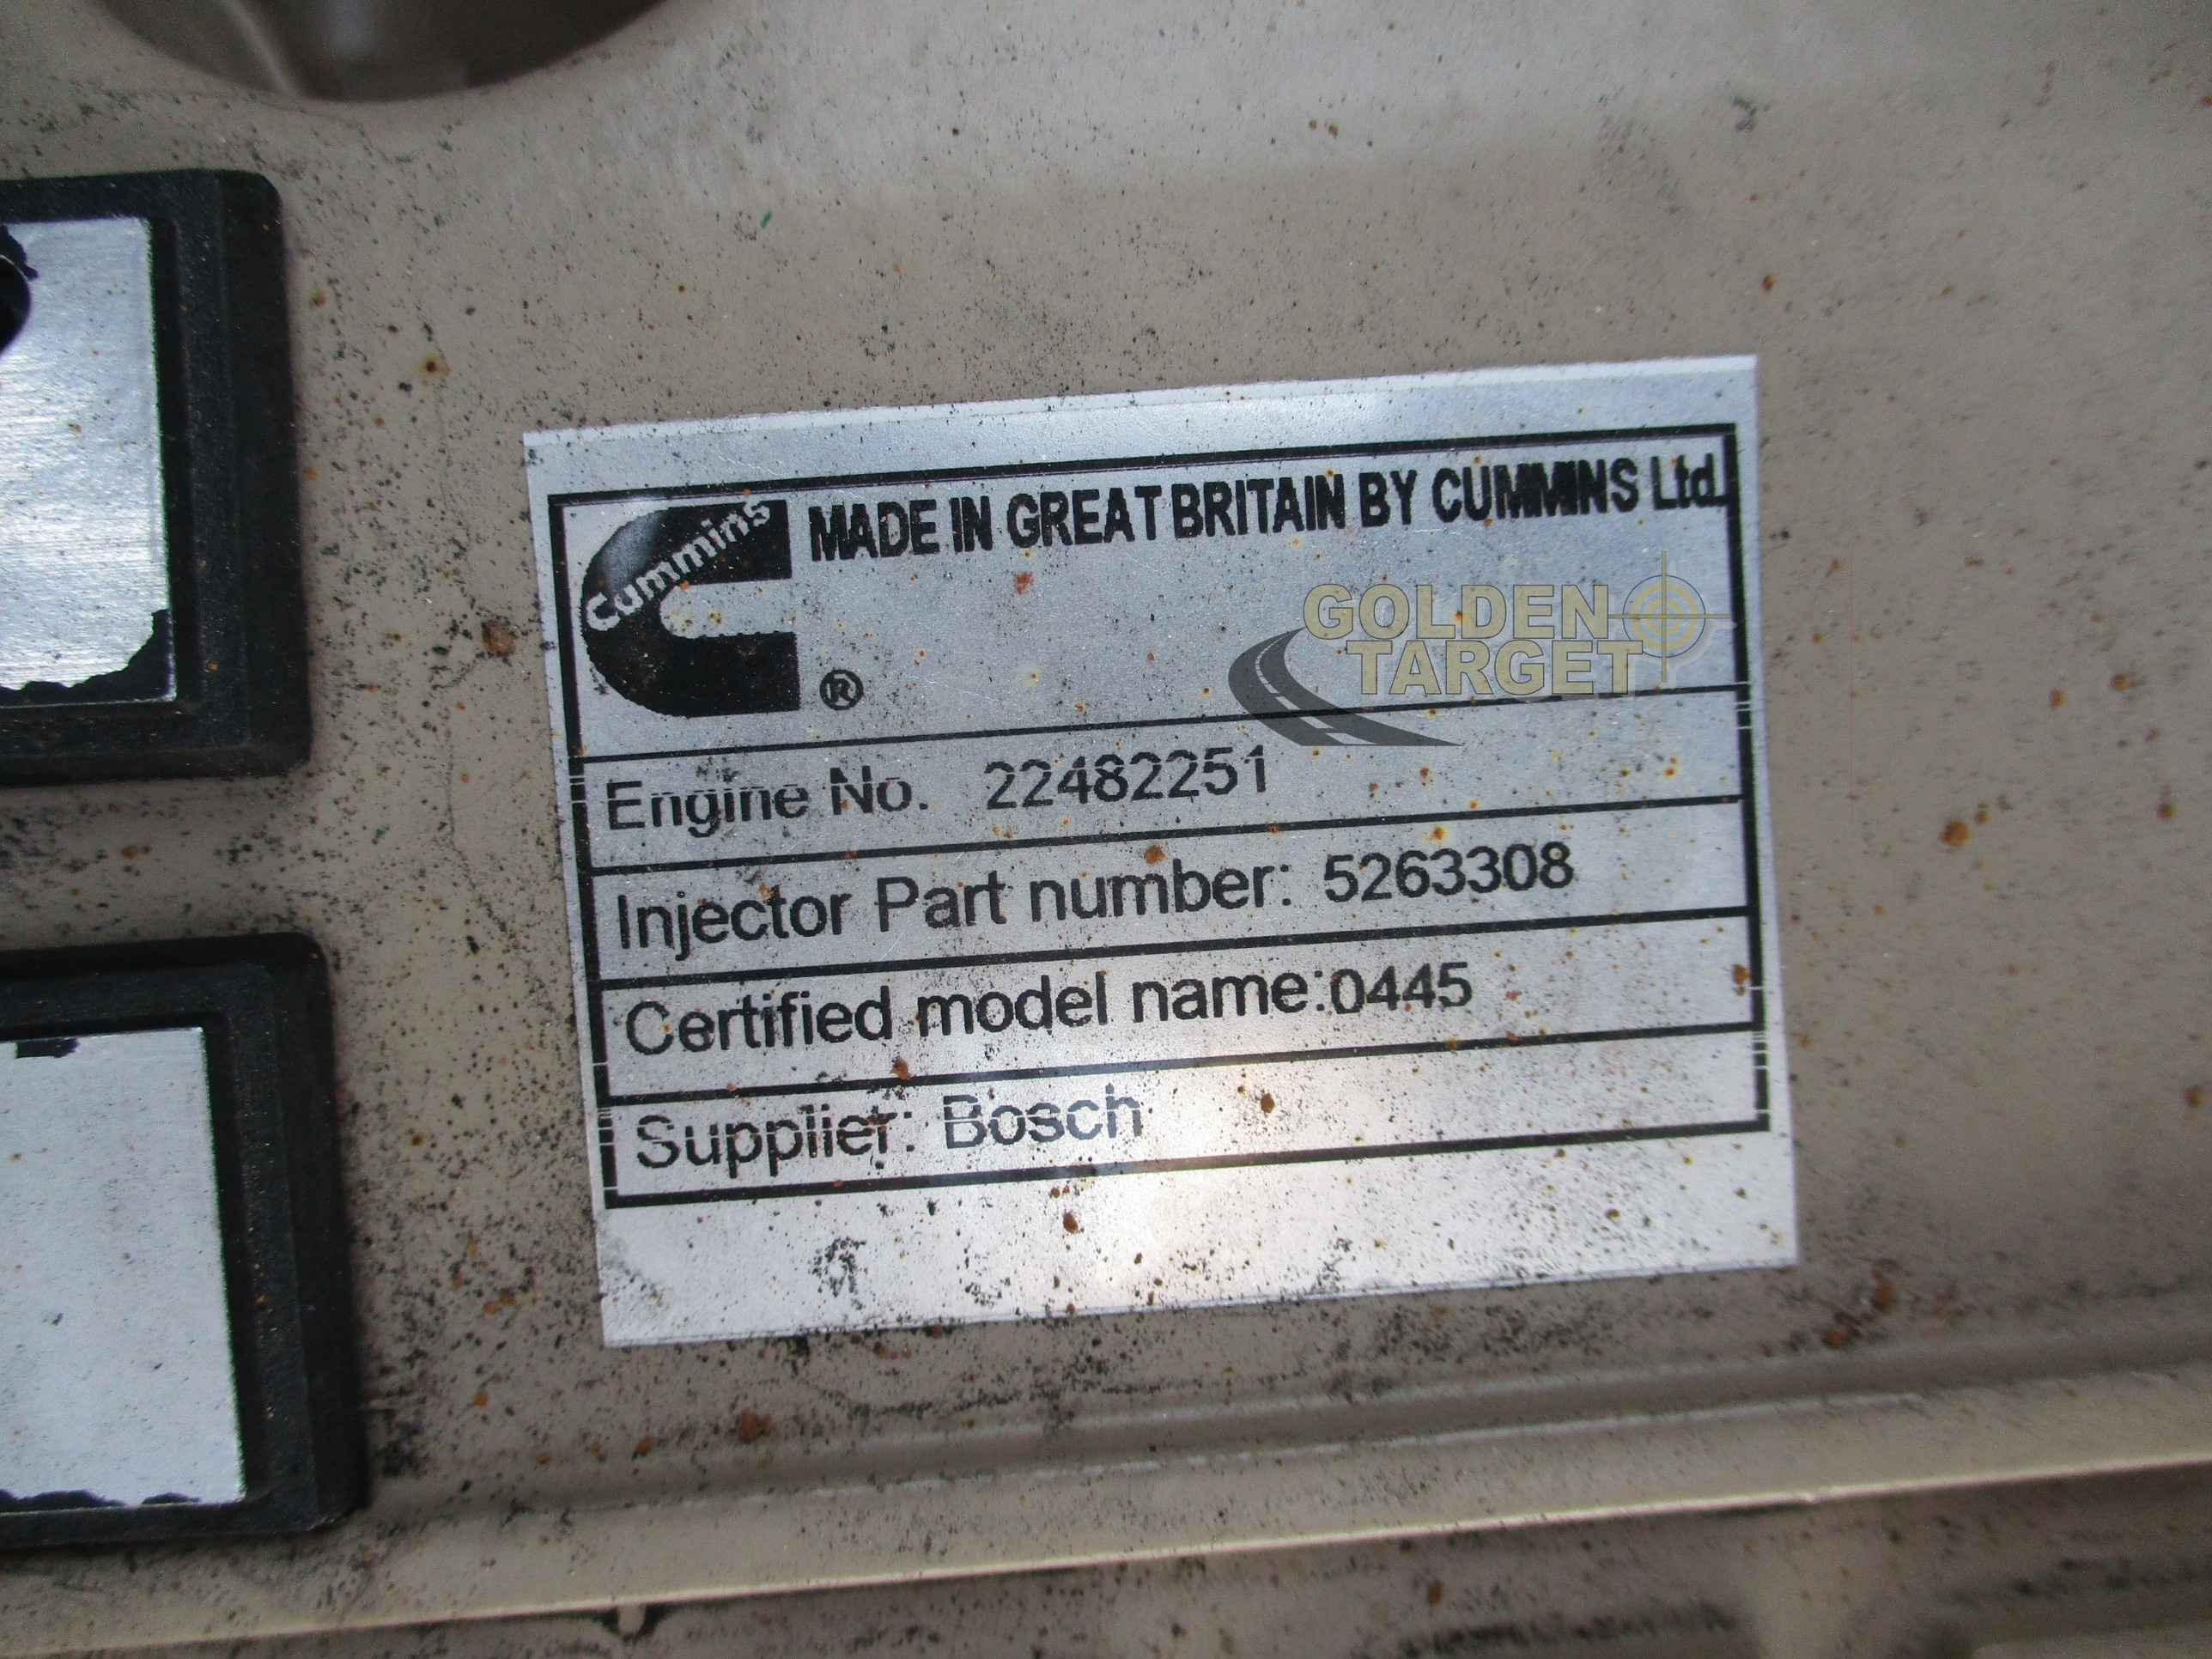 Cummins
®
MADE IN GREAT BRITAIN BY CUMMINS Ltd.
GOLDEN
TARGET
Engine No. 22482251
Injector Part number: 5263308
Certified model name:0445
Supplier: Bosch